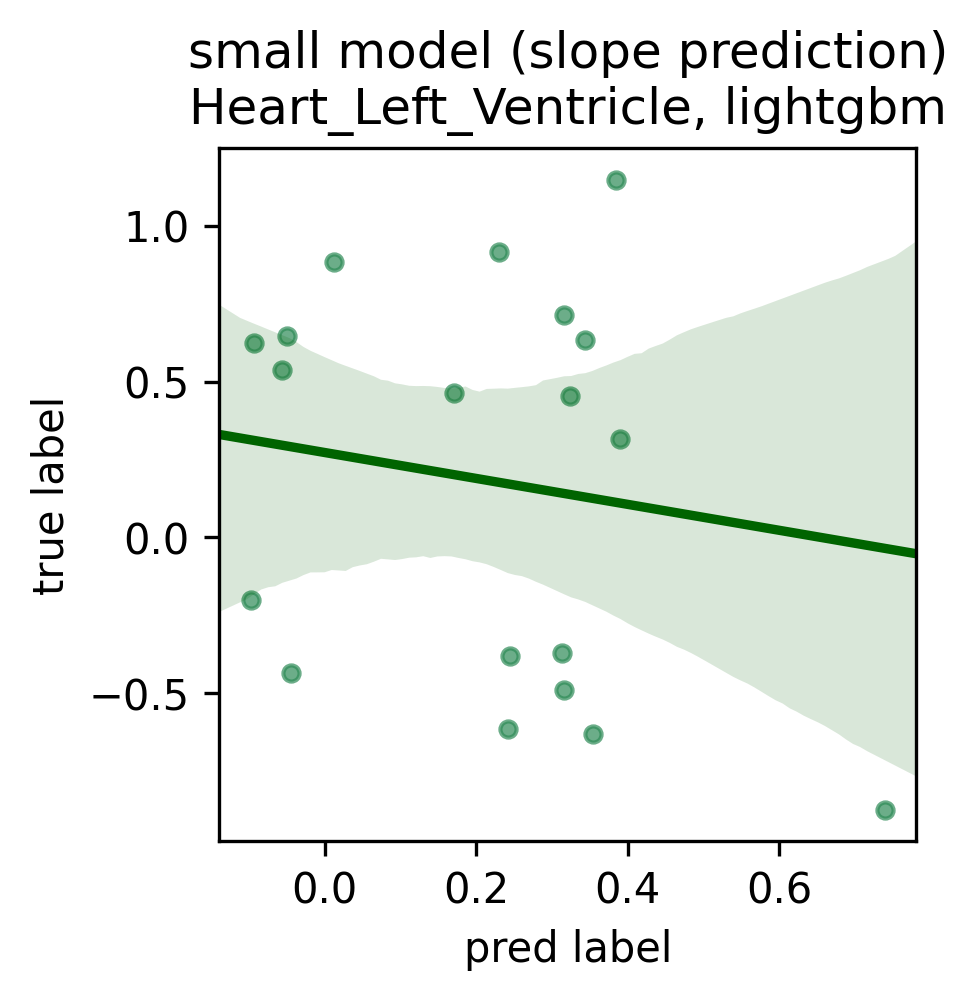 small model (slope prediction)
Heart_Left_Ventricle, lightgbm
1.0
0.5
0.0
−0.5
true label
0.0
0.2
0.4
0.6
pred label